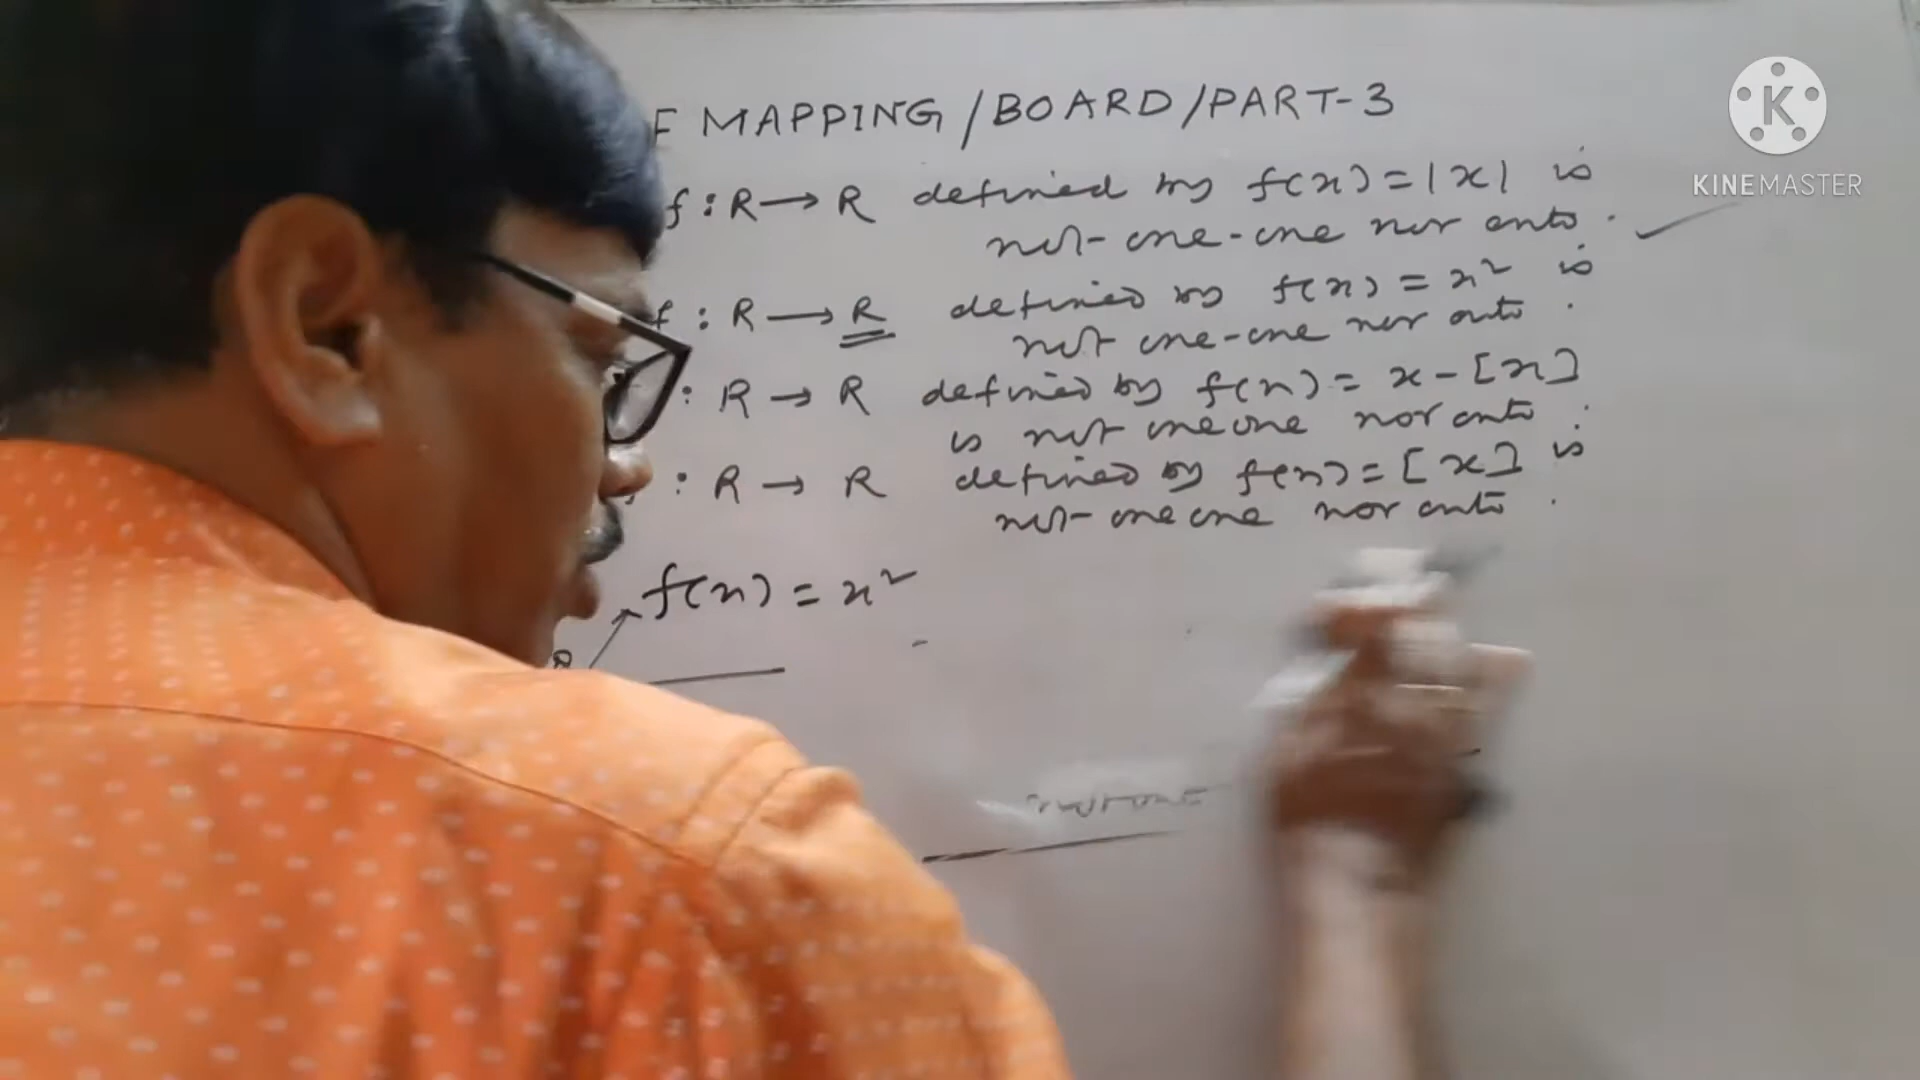 F MAPPING/BOARD/PART-3
f : R → R defined by f(x) = |x| is
not-one-one nor onto.
f : R → R defined by f(x) = x² is
not one-one nor onto.
: R → R defined by f(x) = x - [x]
is not one one nor onto.
: R → R defined by f(x) = [x] is
not-one one nor onto.
f(x) = x²
K
KINEMASTER